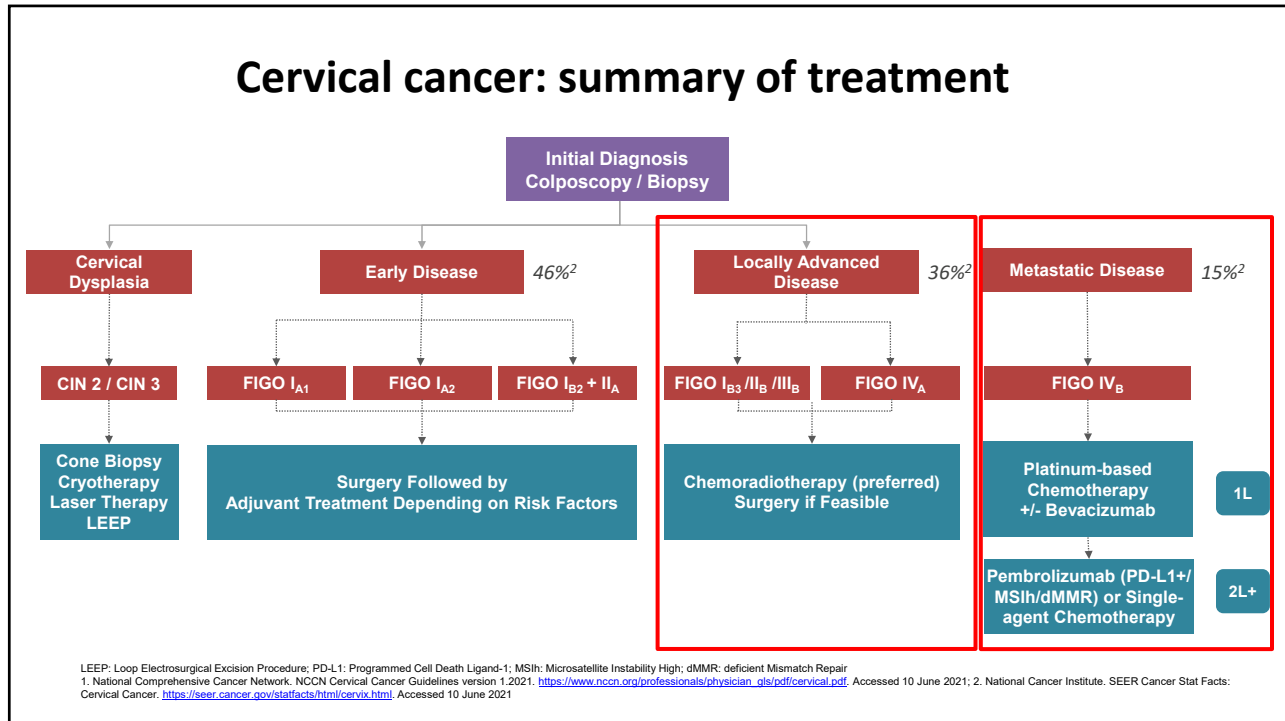 Cervical cancer: summary of treatment
Initial Diagnosis
Colposcopy / Biopsy
Cervical
Dysplasia
Early Disease
46%2
Locally Advanced
Disease
36%2
Metastatic Disease
15%2
CIN 2 / CIN 3
FIGO IA1
FIGO IA2
FIGO IB2 + IIA
FIGO IB3 /IIB /IIIB
FIGO IVA
FIGO IVB
Cone Biopsy
Cryotherapy
Laser Therapy
LEEP
Surgery Followed by
Adjuvant Treatment Depending on Risk Factors
Chemoradiotherapy (preferred)
Surgery if Feasible
Platinum-based
Chemotherapy
+/- Bevacizumab
1L
Pembrolizumab (PD-L1+/
MSIh/dMMR) or Single-
agent Chemotherapy
2L+
LEEP: Loop Electrosurgical Excision Procedure; PD-L1: Programmed Cell Death Ligand-1; MSIh: Microsatellite Instability High; dMMR: deficient Mismatch Repair
1. National Comprehensive Cancer Network. NCCN Cervical Cancer Guidelines version 1.2021. https://www.nccn.org/professionals/physician_gls/pdf/cervical.pdf. Accessed 10 June 2021; 2. National Cancer Institute. SEER Cancer Stat Facts:
Cervical Cancer. https://seer.cancer.gov/statfacts/html/cervix.html. Accessed 10 June 2021